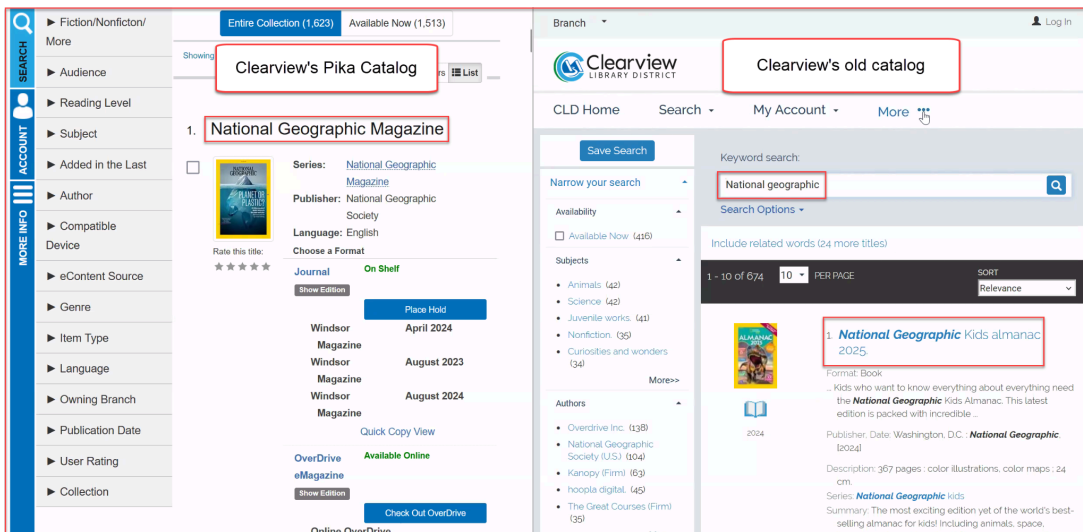 SEARCH
ACCOUNT
MORE INFO
► Fiction/Nonficton/
More
► Audience
► Reading Level
► Subject
► Added in the Last
► Author
► Compatible
Device
► eContent Source
► Genre
► Item Type
► Language
► Owning Branch
► Publication Date
► User Rating
► Collection
Entire Collection (1,623) Available Now (1,513)
Showing
Clearview's Pika Catalog
rs List
1. National Geographic Magazine
NATIONAL GEOGRAPHIC
PLANET OR
PLASTIC?
Rate this title:
Series: National Geographic
Magazine
Publisher: National Geographic
Society
Language: English
Choose a Format
Journal On Shelf
Show Edition
Place Hold
Windsor April 2024
Magazine
Windsor August 2023
Magazine
Windsor August 2024
Magazine
Quick Copy View
OverDrive Available Online
eMagazine
Show Edition
Check Out OverDrive
Online OverDrive
Branch Log In
Clearview
LIBRARY DISTRICT
Clearview's old catalog
CLD Home Search My Account More
Save Search
Narrow your search
Availability
Available Now (416)
Subjects
• Animals (42)
• Science (42)
• Juvenile works. (41)
• Nonfiction. (35)
• Curiosities and wonders
(34)
More>>
Authors
• Overdrive Inc. (138)
• National Geographic
Society (U.S.) (104)
• Kanopy (Firm) (63)
• hoopla digital. (45)
• The Great Courses (Firm)
(35)
Keyword search:
National geographic
Search Options
Include related words (24 more titles)
1 - 10 of 674 10 PER PAGE SORT
Relevance
ALMANAC
2025
2024
1. National Geographic Kids almanac
2025.
Format: Book
... Kids who want to know everything about everything need
the National Geographic Kids Almanac. This latest
edition is packed with incredible ...
Publisher, Date: Washington, D.C. : National Geographic.
[2024]
Description: 367 pages : color illustrations, color maps ; 24
cm.
Series: National Geographic kids
Summary: The most exciting edition yet of the world's best-
selling almanac for kids! Including animals, space,